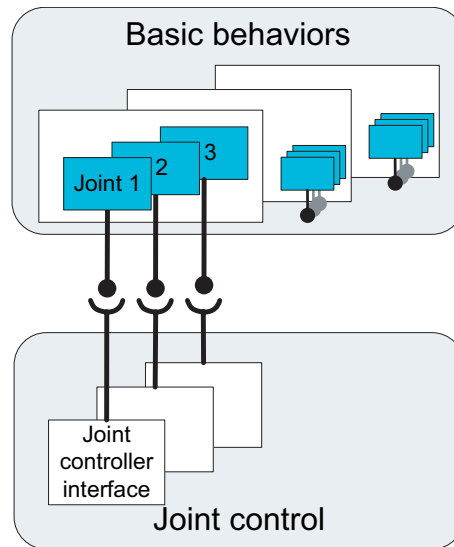 Basic behaviors
3
2
Joint 1
Joint
controller
interface
Joint control